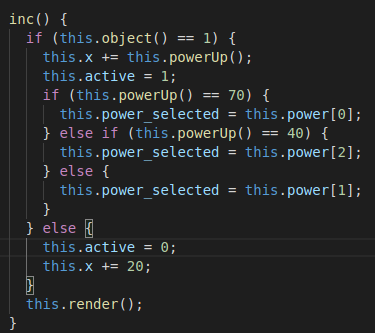 inc() {
  if (this.object() == 1) {
    this.x += this.powerUp();
    this.active = 1;
    if (this.powerUp() == 70) {
      this.power_selected = this.power[0];
    } else if (this.powerUp() == 40) {
      this.power_selected = this.power[2];
    } else {
      this.power_selected = this.power[1];
    }
  } else {
    this.active = 0;
    this.x += 20;
  }
  this.render();
}